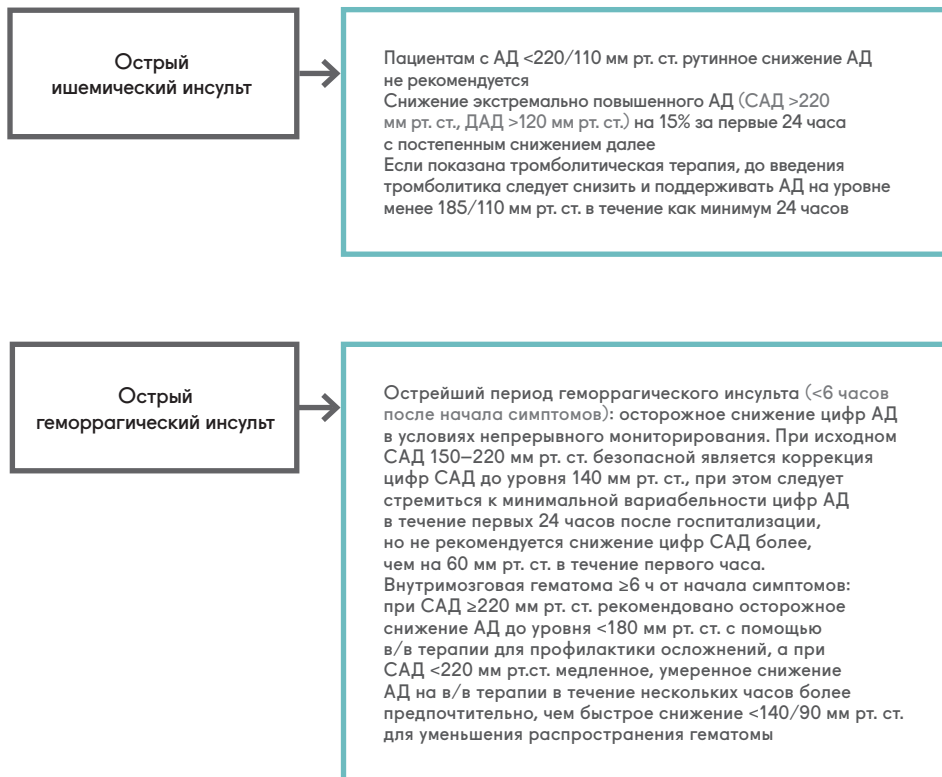 Острый
ишемический инсульт
Пациентам с АД <220/110 мм рт. ст. рутинное снижение АД
не рекомендуется
Снижение экстремально повышенного АД (САД >220
мм рт. ст., ДАД >120 мм рт. ст.) на 15% за первые 24 часа
с постепенным снижением далее
Если показана тромболитическая терапия, до введения
тромболитика следует снизить и поддерживать АД на уровне
менее 185/110 мм рт. ст. в течение как минимум 24 часов
Острый
геморрагический инсульт
Острейший период геморрагического инсульта (<6 часов
после начала симптомов): осторожное снижение цифр АД
в условиях непрерывного мониторирования. При исходном
САД 150–220 мм рт. ст. безопасной является коррекция
цифр САД до уровня 140 мм рт. ст., при этом следует
стремиться к минимальной вариабельности цифр АД
в течение первых 24 часов после госпитализации,
но не рекомендуется снижение цифр САД более,
чем на 60 мм рт. ст. в течение первого часа.
Внутримозговая гематома ≥6 ч от начала симптомов:
при САД ≥220 мм рт. ст. рекомендовано осторожное
снижение АД до уровня <180 мм рт. ст. с помощью
в/в терапии для профилактики осложнений, а при
САД <220 мм рт.ст. медленное, умеренное снижение
АД на в/в терапии в течение нескольких часов более
предпочтительно, чем быстрое снижение <140/90 мм рт. ст.
для уменьшения распространения гематомы